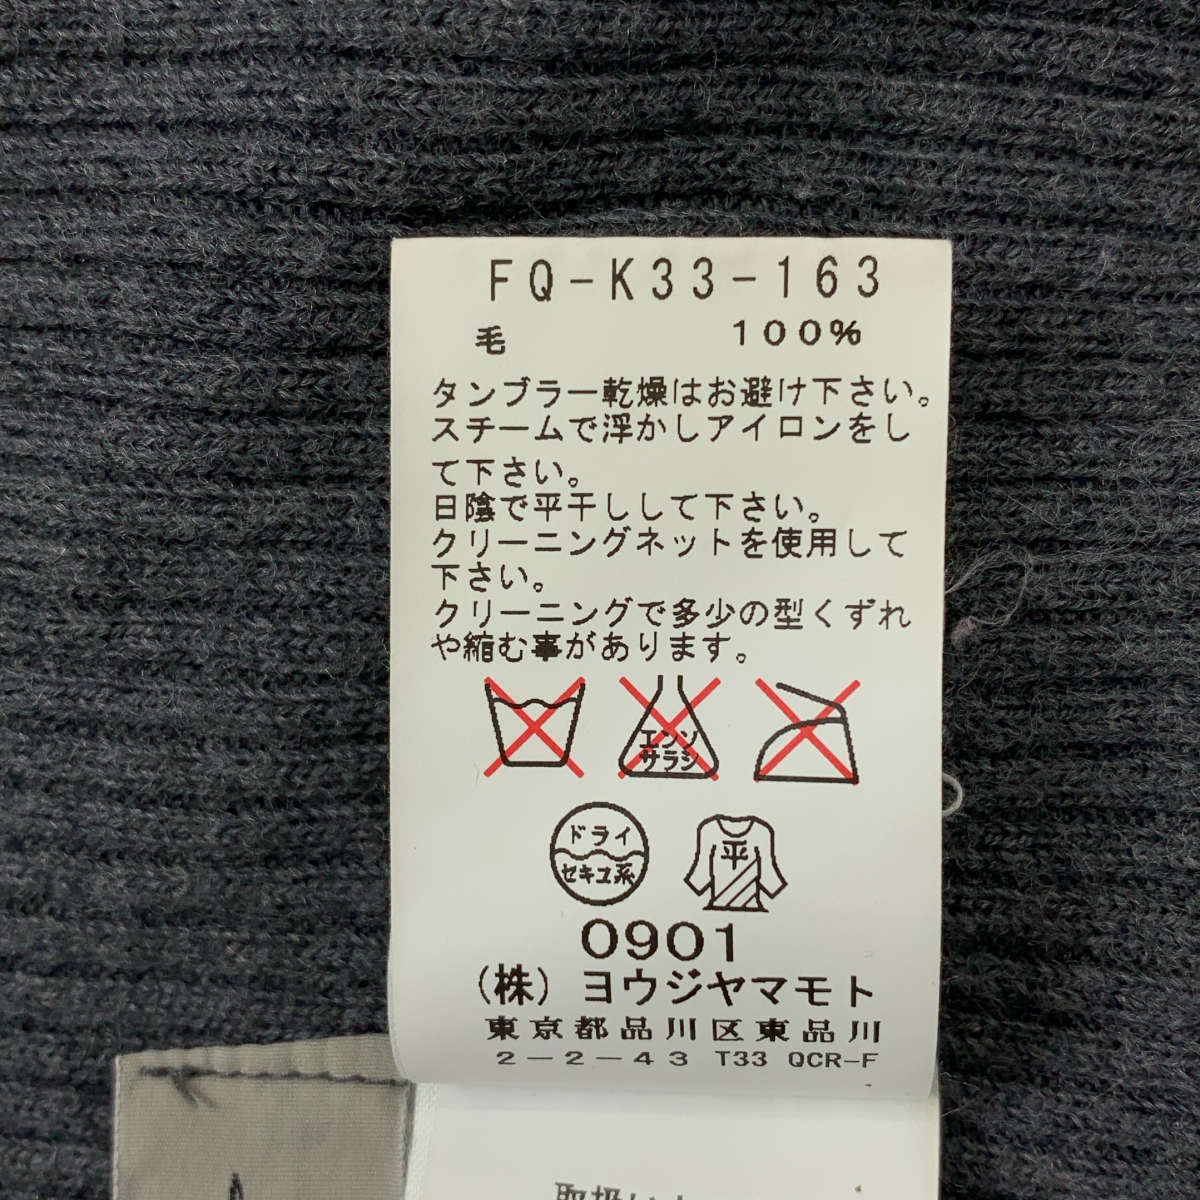 FQ-K33-163
毛 100%
タンブラー乾燥はお避け下さい。
スチームで浮かしアイロンをし
て下さい。
日陰で平干しして下さい。
クリーニングネットを使用して
下さい。
クリーニングで多少の型くずれ
や縮む事があります。
エンソ
サラシ
ドライ
セキユ系
平
0901
(株) ヨウジヤマモト
東京都品川区東品川
2-2-43 T33 QCR-F